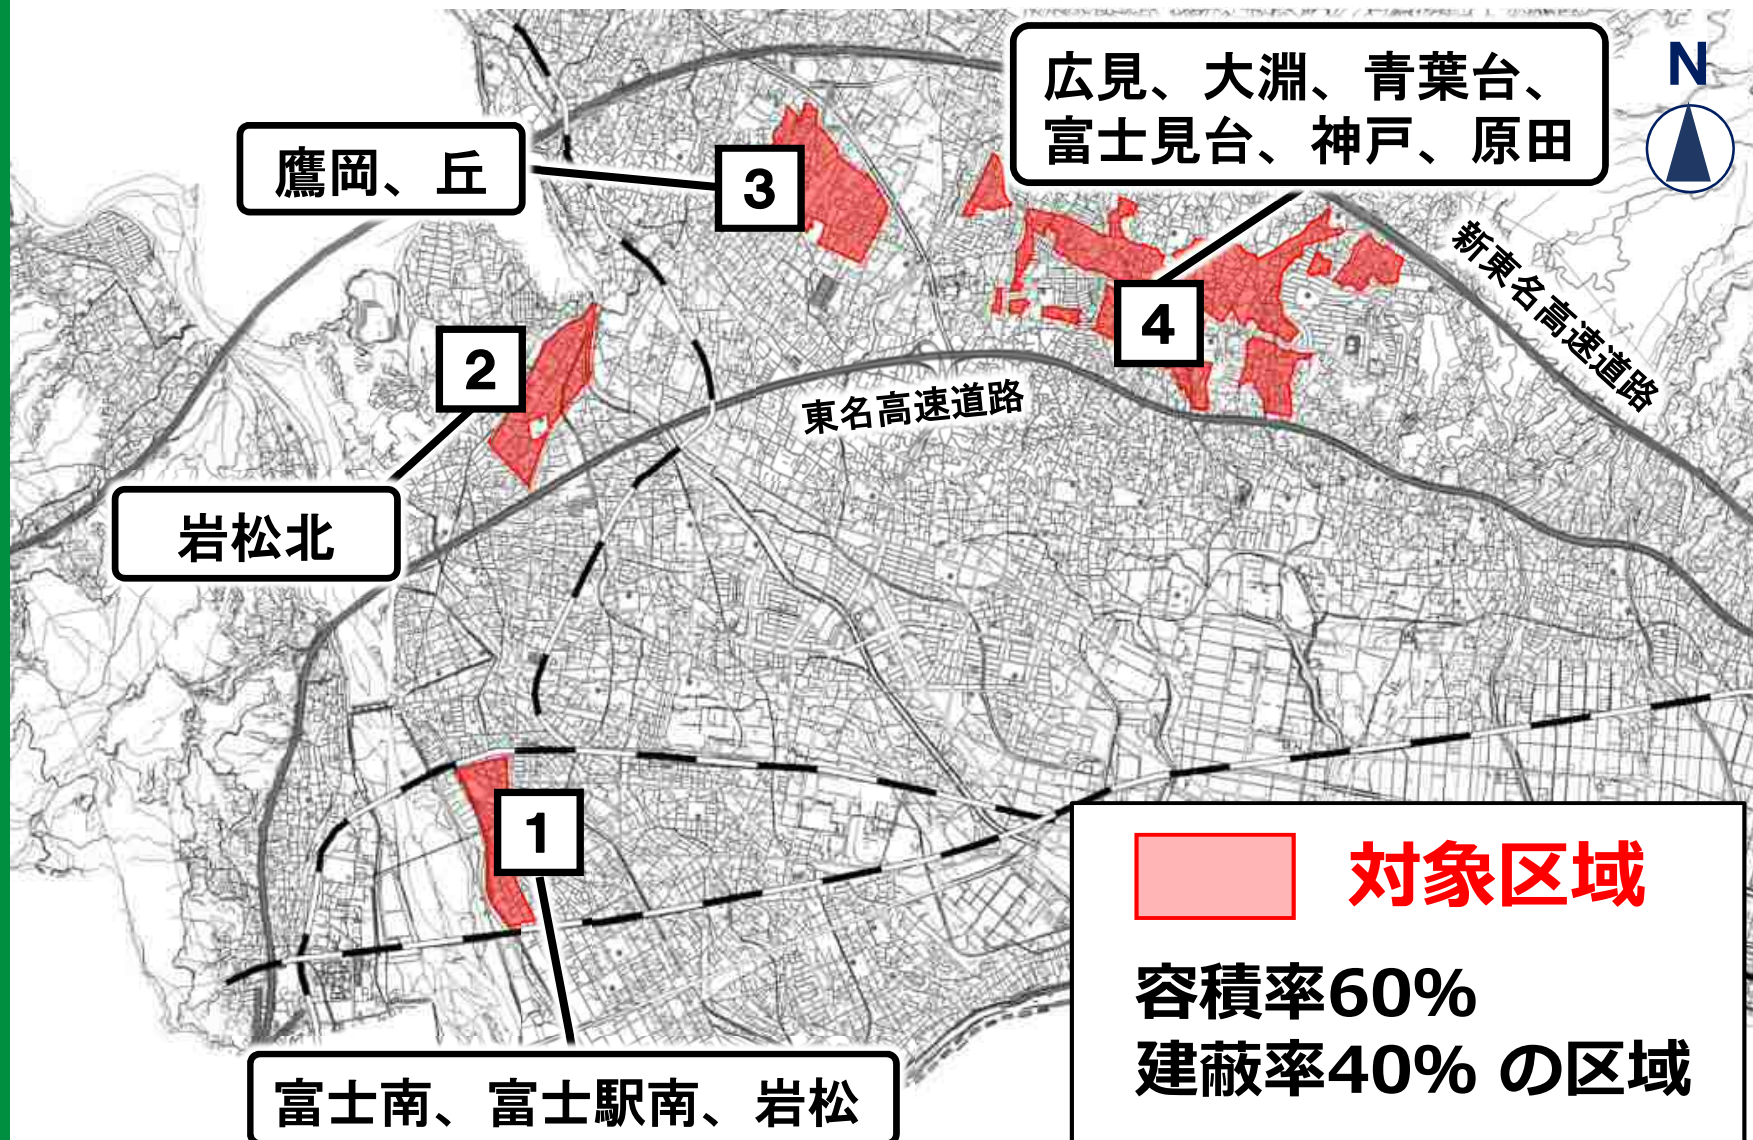 広見、大淵、青葉台、
富士見台、神戸、原田
N
鷹岡、丘
3
新東名高速道路
4
2
東名高速道路
岩松北
1
対象区域
容積率60%
建蔽率40% の区域
富士南、富士駅南、岩松